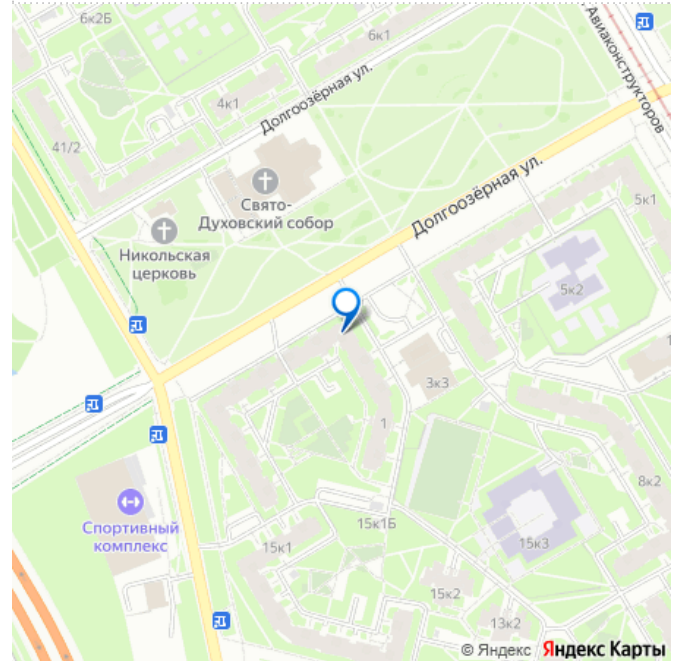 6к2Б
6к1
Авиаконструкторов
4к1
Долгоозёрная ул.
41/2
Свято-
Духовский собор
Долгоозёрная ул.
5к1
Никольская
церковь
5к2
3к3
1
8к2
Спортивный
комплекс
15к1Б
15к1
15к3
15к2
13к2
© Яндекс Яндекс Карты